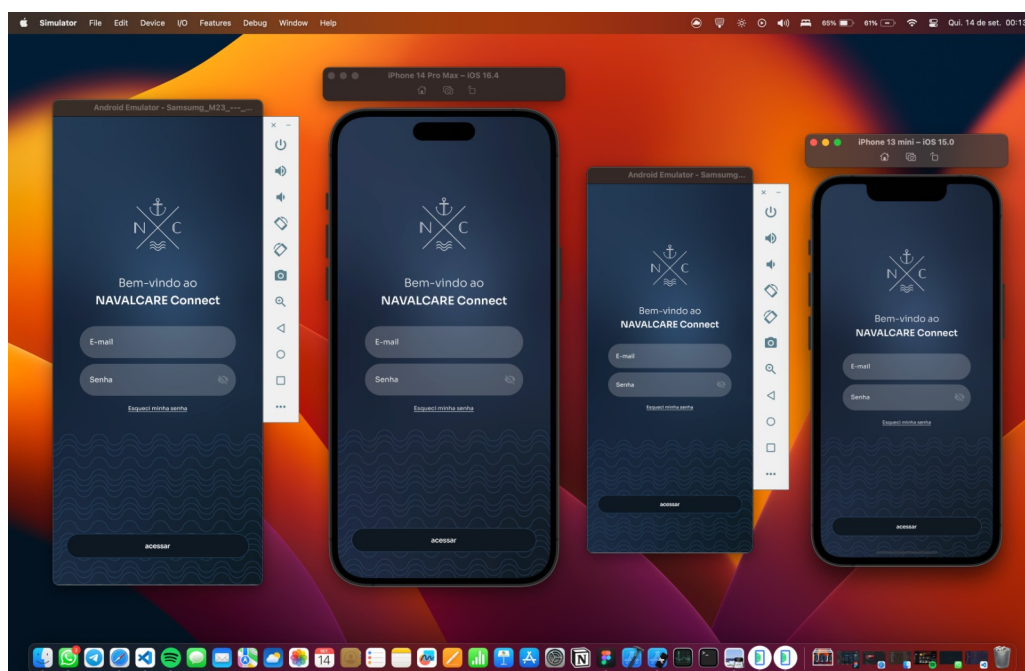 Simulator File Edit Device I/O Features Debug Window Help 65% 61% Qui. 14 de set. 00:13
Android Emulator - Samsumg_M23_---_...
N C
Bem-vindo ao
NAVALCARE Connect
E-mail
Senha
Esqueci minha senha
acessar
iPhone 14 Pro Max – iOS 16.4
N C
Bem-vindo ao
NAVALCARE Connect
E-mail
Senha
Esqueci minha senha
acessar
Android Emulator - Samsumg...
N C
Bem-vindo ao
NAVALCARE Connect
E-mail
Senha
Esqueci minha senha
acessar
iPhone 13 mini – iOS 15.0
N C
Bem-vindo ao
NAVALCARE Connect
E-mail
Senha
Esqueci minha senha
acessar
14